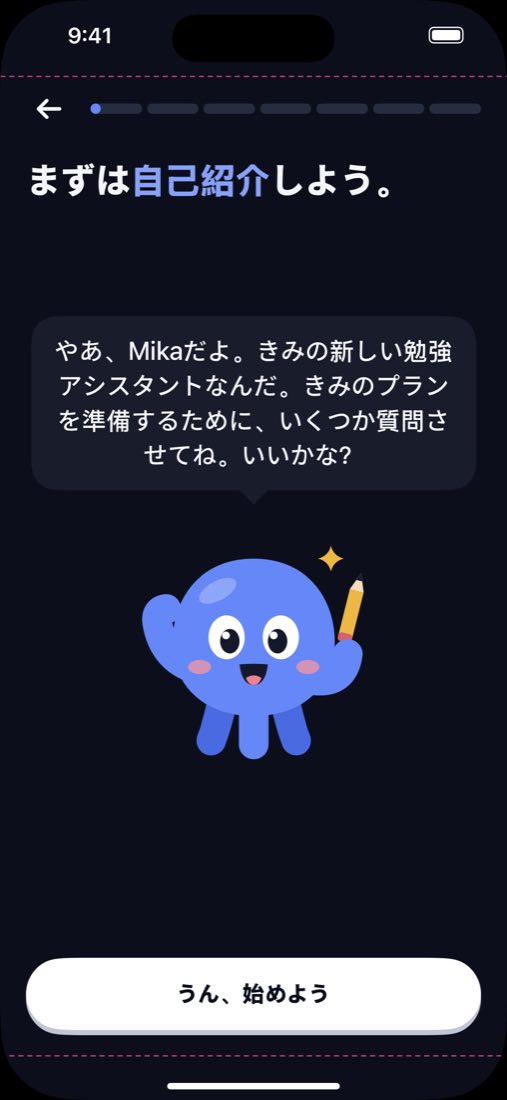 9:41
まずは自己紹介しよう。
やあ、Mikaだよ。きみの新しい勉強
アシスタントなんだ。きみのプラン
を準備するために、いくつか質問さ
せてね。いいかな?
うん、始めよう